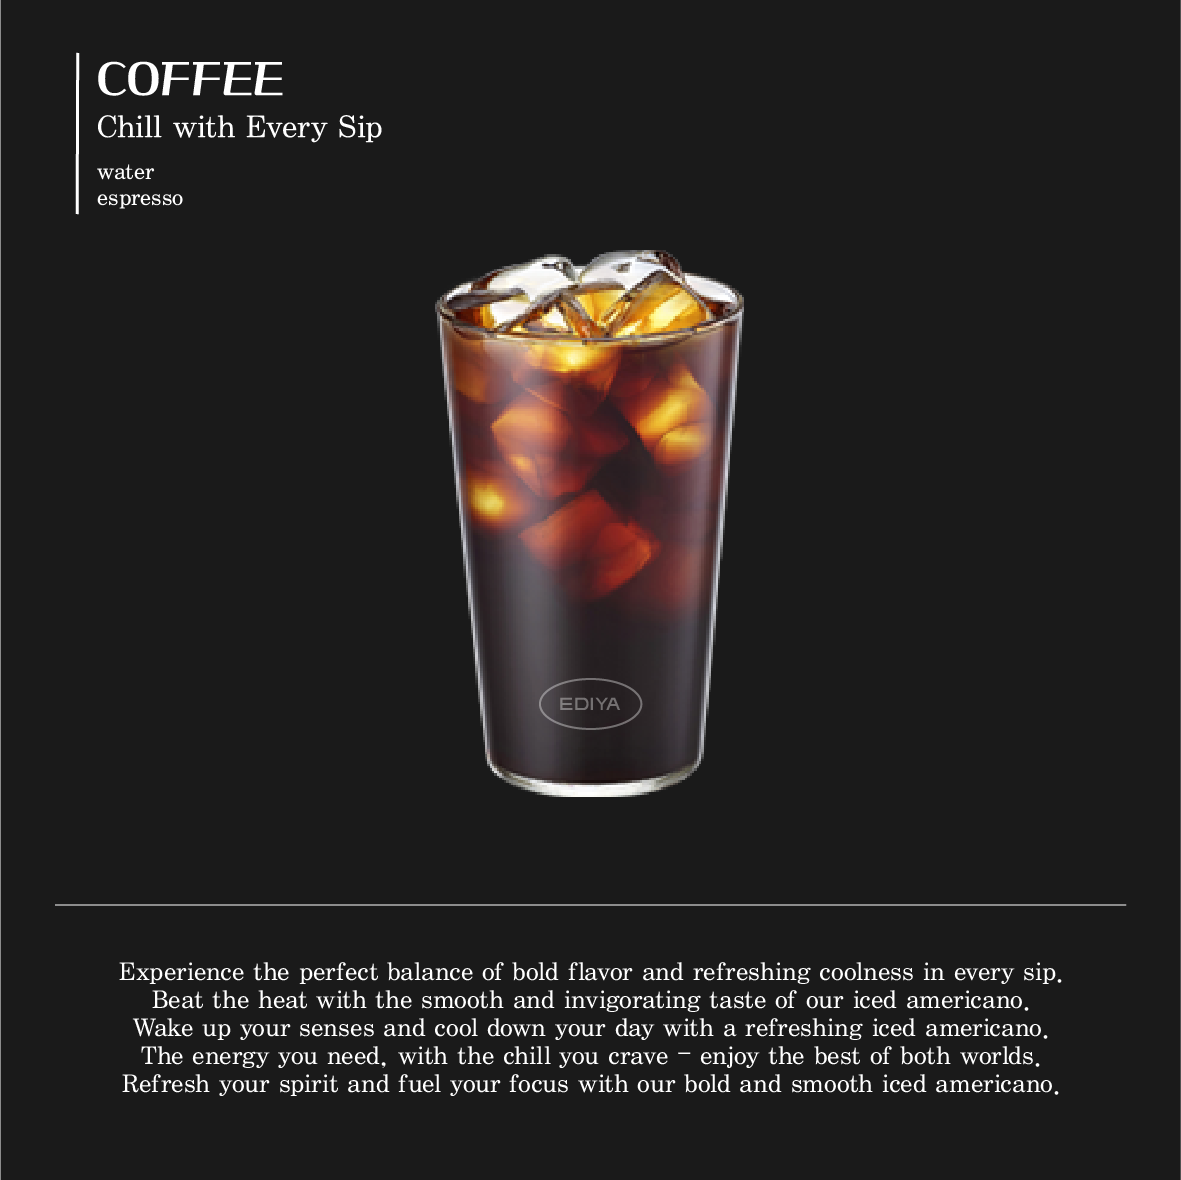 COFFEE
Chill with Every Sip
water
espresso
EDIYA
Experience the perfect balance of bold flavor and refreshing coolness in every sip.
Beat the heat with the smooth and invigorating taste of our iced americano.
Wake up your senses and cool down your day with a refreshing iced americano.
The energy you need, with the chill you crave – enjoy the best of both worlds.
Refresh your spirit and fuel your focus with our bold and smooth iced americano.